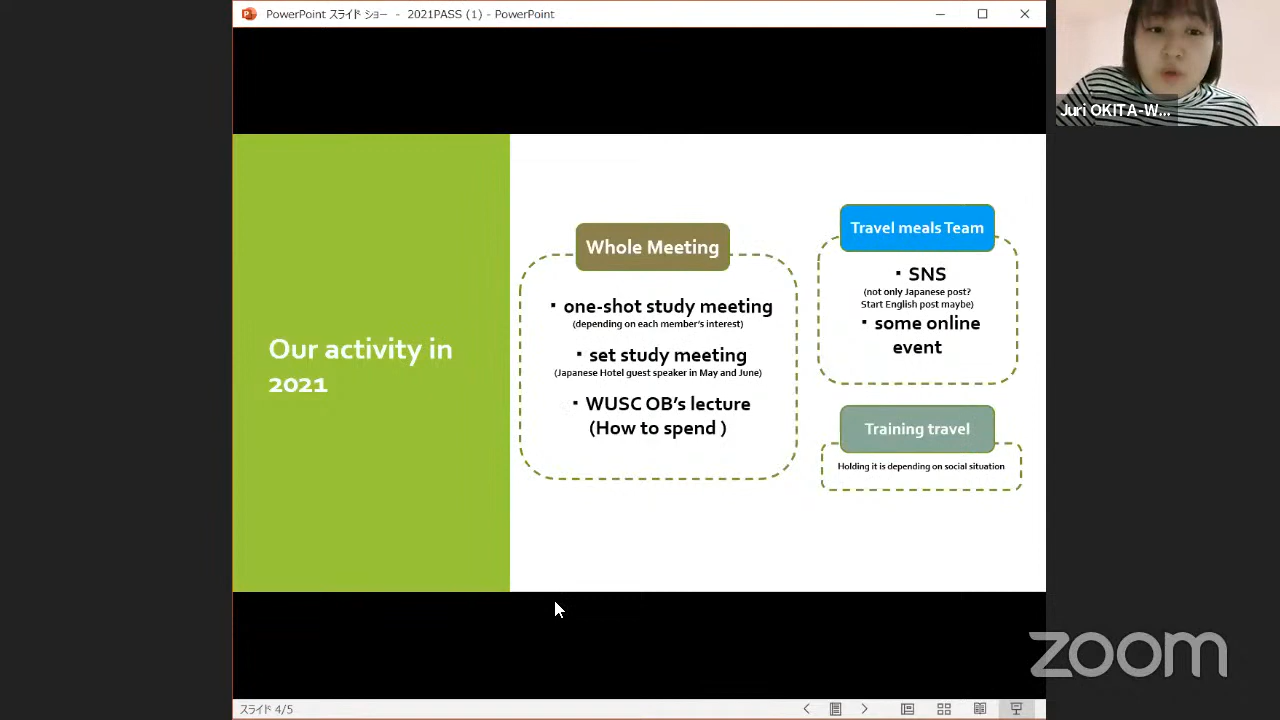 PowerPoint スライド ショー - 2021PASS (1) - PowerPoint
Juri OKITA-W...
Our activity in
2021
Whole Meeting
▪ one-shot study meeting
(depending on each member's interest)
▪ set study meeting
(Japanese Hotel guest speaker in May and June)
▪ WUSC OB's lecture
(How to spend )
Travel meals Team
▪ SNS
(not only Japanese post?
Start English post maybe)
▪ some online
event
Training travel
Holding it is depending on social situation
zoom
スライド 4/5